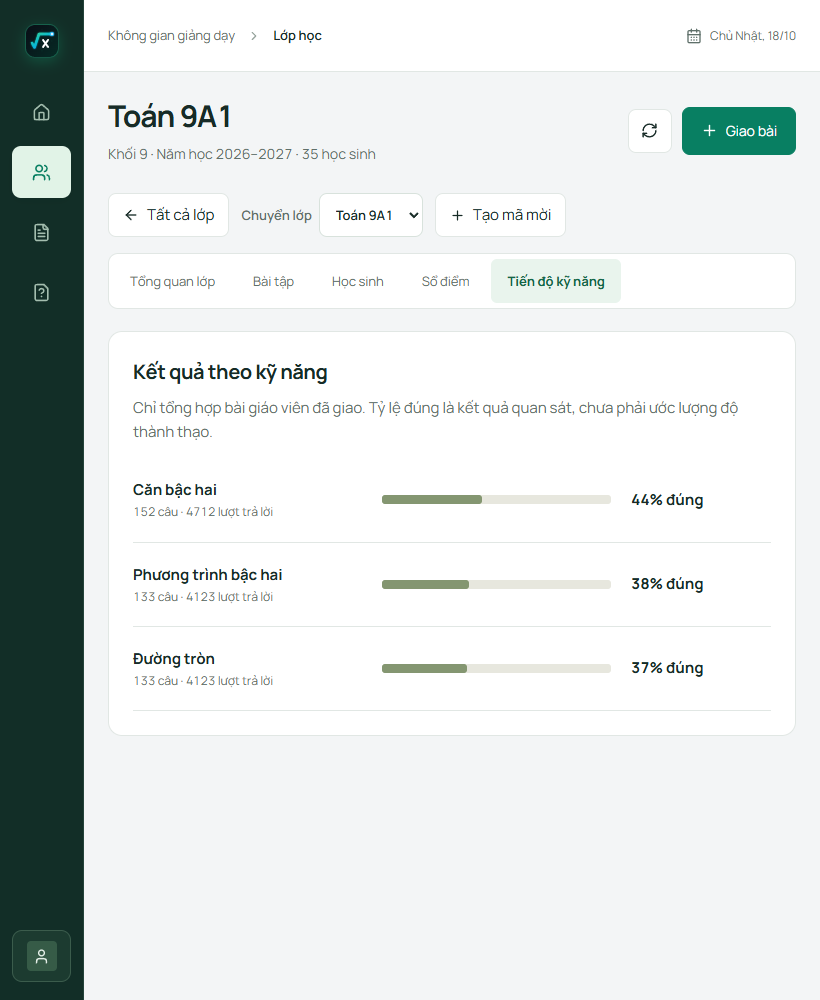 √x
Không gian giảng dạy > Lớp học
Chủ Nhật, 18/10
Toán 9A1
Khối 9 · Năm học 2026–2027 · 35 học sinh
Giao bài
Tất cả lớp
Chuyển lớp
Toán 9A1
Tạo mã mới
Tổng quan lớp
Bài tập
Học sinh
Sổ điểm
Tiến độ kỹ năng
Kết quả theo kỹ năng
Chỉ tổng hợp bài giáo viên đã giao. Tỷ lệ đúng là kết quả quan sát, chưa phải ước lượng độ
thành thạo.
Căn bậc hai
152 câu · 4712 lượt trả lời
44% đúng
Phương trình bậc hai
133 câu · 4123 lượt trả lời
38% đúng
Đường tròn
133 câu · 4123 lượt trả lời
37% đúng